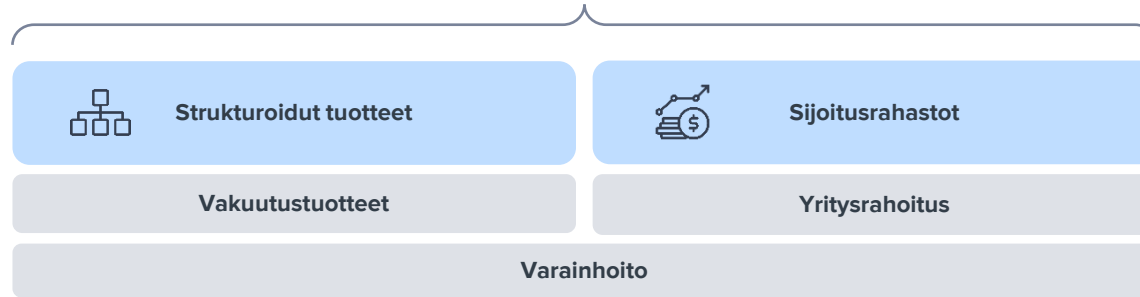 Strukturoidut tuotteet
Sijoitusrahastot
Vakuutustuotteet
Yritysrahoitus
Varainhoito